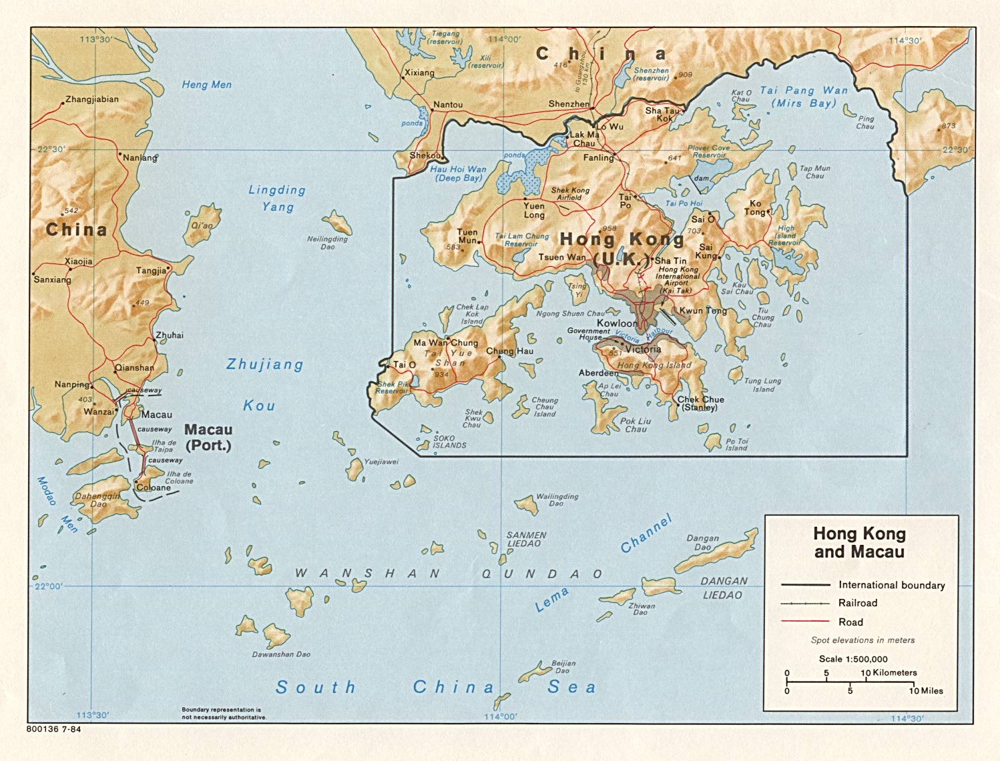 113°30'
Tiegang
(reservoir)
114°00'
China
114°30'
Xili
(reservoir)
416
to Guangzhou,
130 km
Shenzhen
(reservoir)
909
Xixiang
Heng Men
Kat O
Chau
Tai Pang Wan
(Mirs Bay)
Zhangjiabian
Nantou
Shenzhen
Sha Tau
Kok
ponds
Lo Wu
Ping
Chau
873
Lak Ma
Chau
22°30'
Nanlang
Shekou
ponds
Fanling
641
Plover Cove
Reservoir
22°30'
Hau Hoi Wan
(Deep Bay)
Tap Mun
Chau
dam
Lingding
Yang
Shek Kong
Airfield
Tai
Po
Tai Po Hoi
Ko
Tong
Yuen
Long
542
China
Qi'ao
Neilingding
Dao
Sai O
703
High
Island
Reservoir
Tuen
Mun
583
Tai Lam Chung
Reservoir
958
Hong Kong
(U.K.)
Sai
Kung
Tsuen Wan
Sha Tin
Xiaojia
Sanxiang
Tangjia
Hong Kong
International
Airport
(Kai Tak)
Tsing
Yi
Kau
Sai Chau
449
Chek Lap
Kok
Island
Ngong Shuen Chau
Kwun Tong
Tiu
Chung
Chau
Kowloon
Zhuhai
Government
House
Victoria Harbour
Ma Wan Chung
Tai Yue
Shan
Chung Hau
551
Victoria
Zhujiang
Kou
Tai O
934
Hong Kong Island
Qianshan
Aberdeen
Nanping
causeway
Shek Pik
Reservoir
Ap Lei
Chau
Tung Lung
Island
403
Wanzai
Macau
Cheung
Chau
Island
Chek Chue
(Stanley)
Shek
Kwu
Chau
causeway
Macau
(Port.)
Pok Liu
Chau
Ilha de
Taipa
SOKO
ISLANDS
Po Toi
Island
causeway
Yuejiawei
Ilha de
Coloane
Coloane
Modao Men
Dahengqin
Dao
Wailingding
Dao
Hong Kong
and Macau
SANMEN
LIEDAO
Lema Channel
Dangan
Dao
WANSHAN QUNDAO
22°00'
DANGAN
LIEDAO
International boundary
Railroad
Zhiwan
Dao
Road
Spot elevations in meters
Dawanshan Dao
Scale 1:500,000
Beijian
Dao
0 5 10 Kilometers
0 5 10 Miles
South China Sea
Boundary representation is
not necessarily authoritative.
113°30'
114°00'
114°30'
800136 7-84